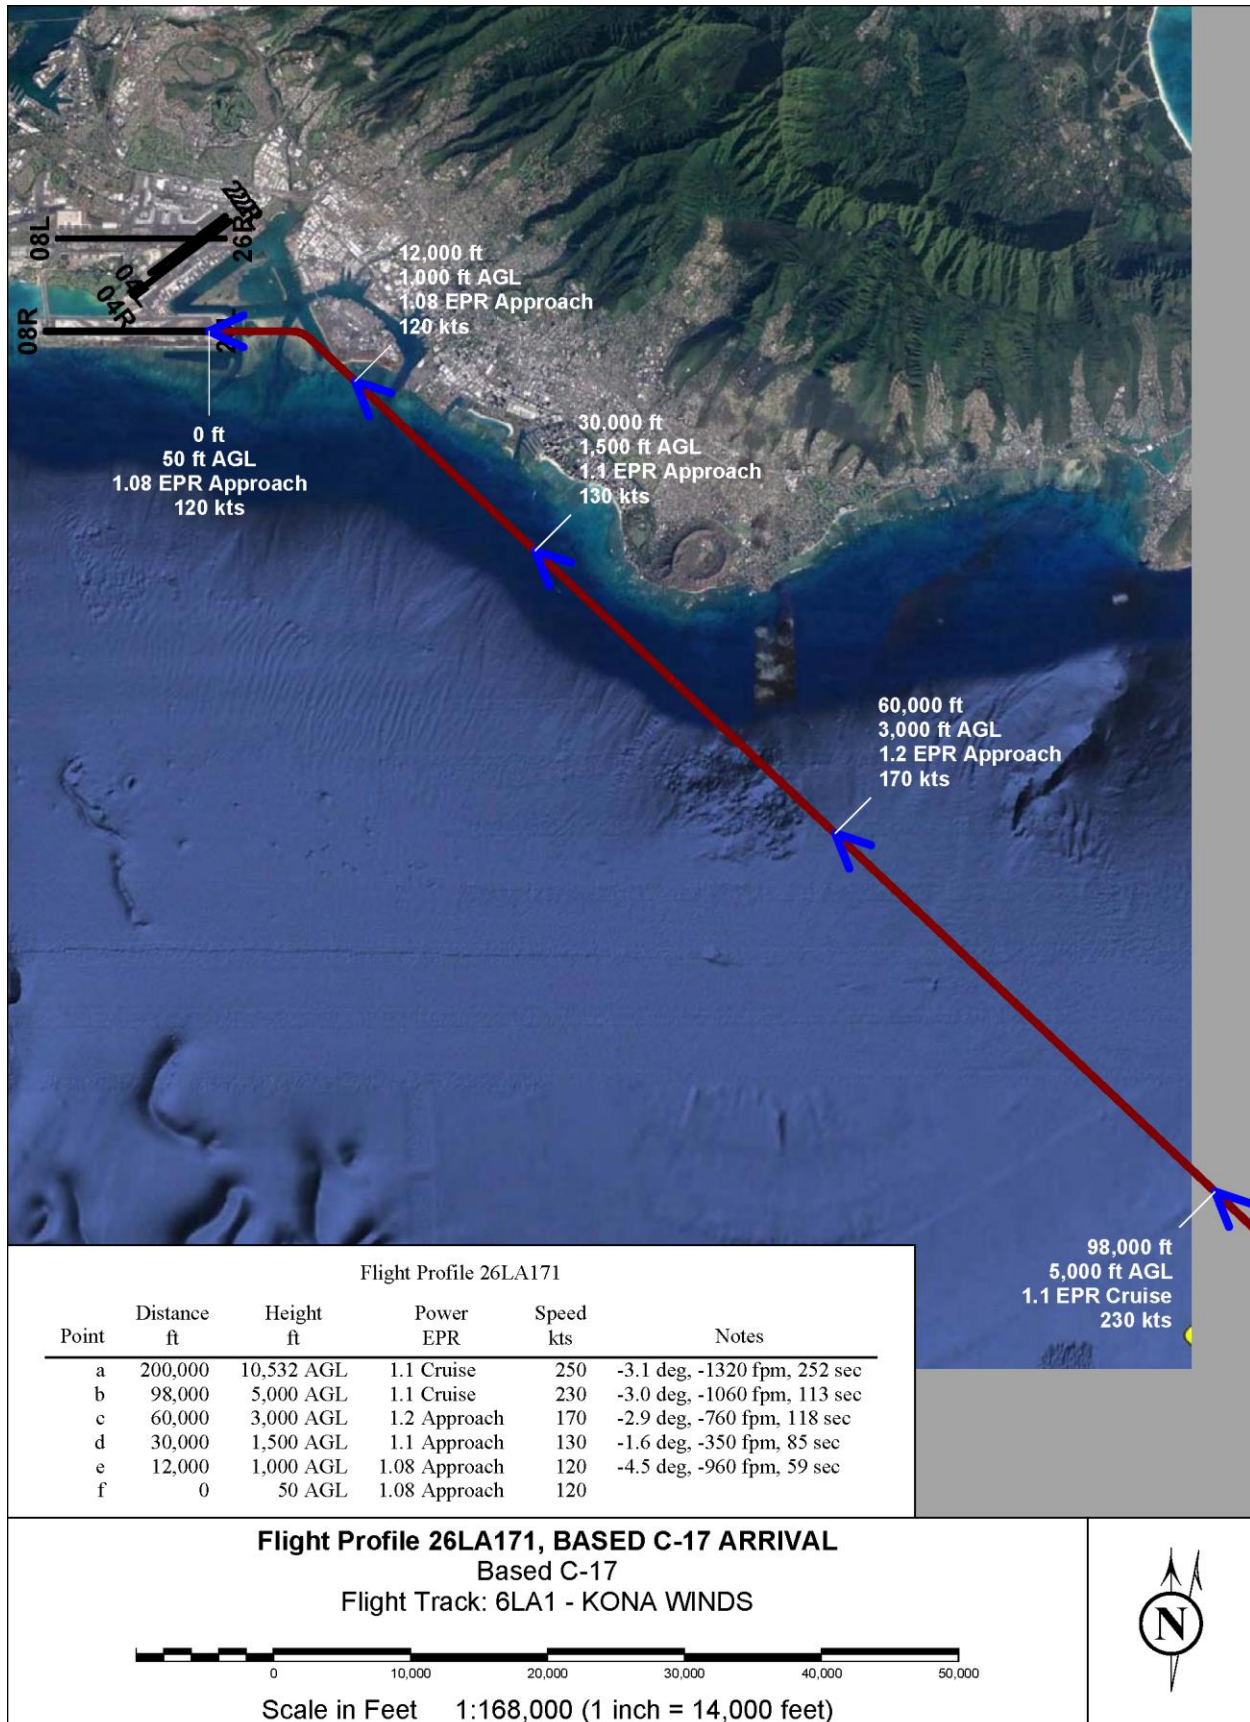 22R
08L
26R
04L
04R
08R
12,000 ft
1,000 ft AGL
1.08 EPR Approach
120 kts
0 ft
50 ft AGL
1.08 EPR Approach
120 kts
30,000 ft
1,500 ft AGL
1.1 EPR Approach
130 kts
60,000 ft
3,000 ft AGL
1.2 EPR Approach
170 kts
98,000 ft
5,000 ft AGL
1.1 EPR Cruise
230 kts
Flight Profile 26LA171
Point Distance ft Height ft Power EPR Speed kts Notes
a 200,000 10,532 AGL 1.1 Cruise 250 -3.1 deg, -1320 fpm, 252 sec
b 98,000 5,000 AGL 1.1 Cruise 230 -3.0 deg, -1060 fpm, 113 sec
c 60,000 3,000 AGL 1.2 Approach 170 -2.9 deg, -760 fpm, 118 sec
d 30,000 1,500 AGL 1.1 Approach 130 -1.6 deg, -350 fpm, 85 sec
e 12,000 1,000 AGL 1.08 Approach 120 -4.5 deg, -960 fpm, 59 sec
f 0 50 AGL 1.08 Approach 120
Flight Profile 26LA171, BASED C-17 ARRIVAL
Based C-17
Flight Track: 6LA1 - KONA WINDS
0 10,000 20,000 30,000 40,000 50,000
Scale in Feet 1:168,000 (1 inch = 14,000 feet)
N